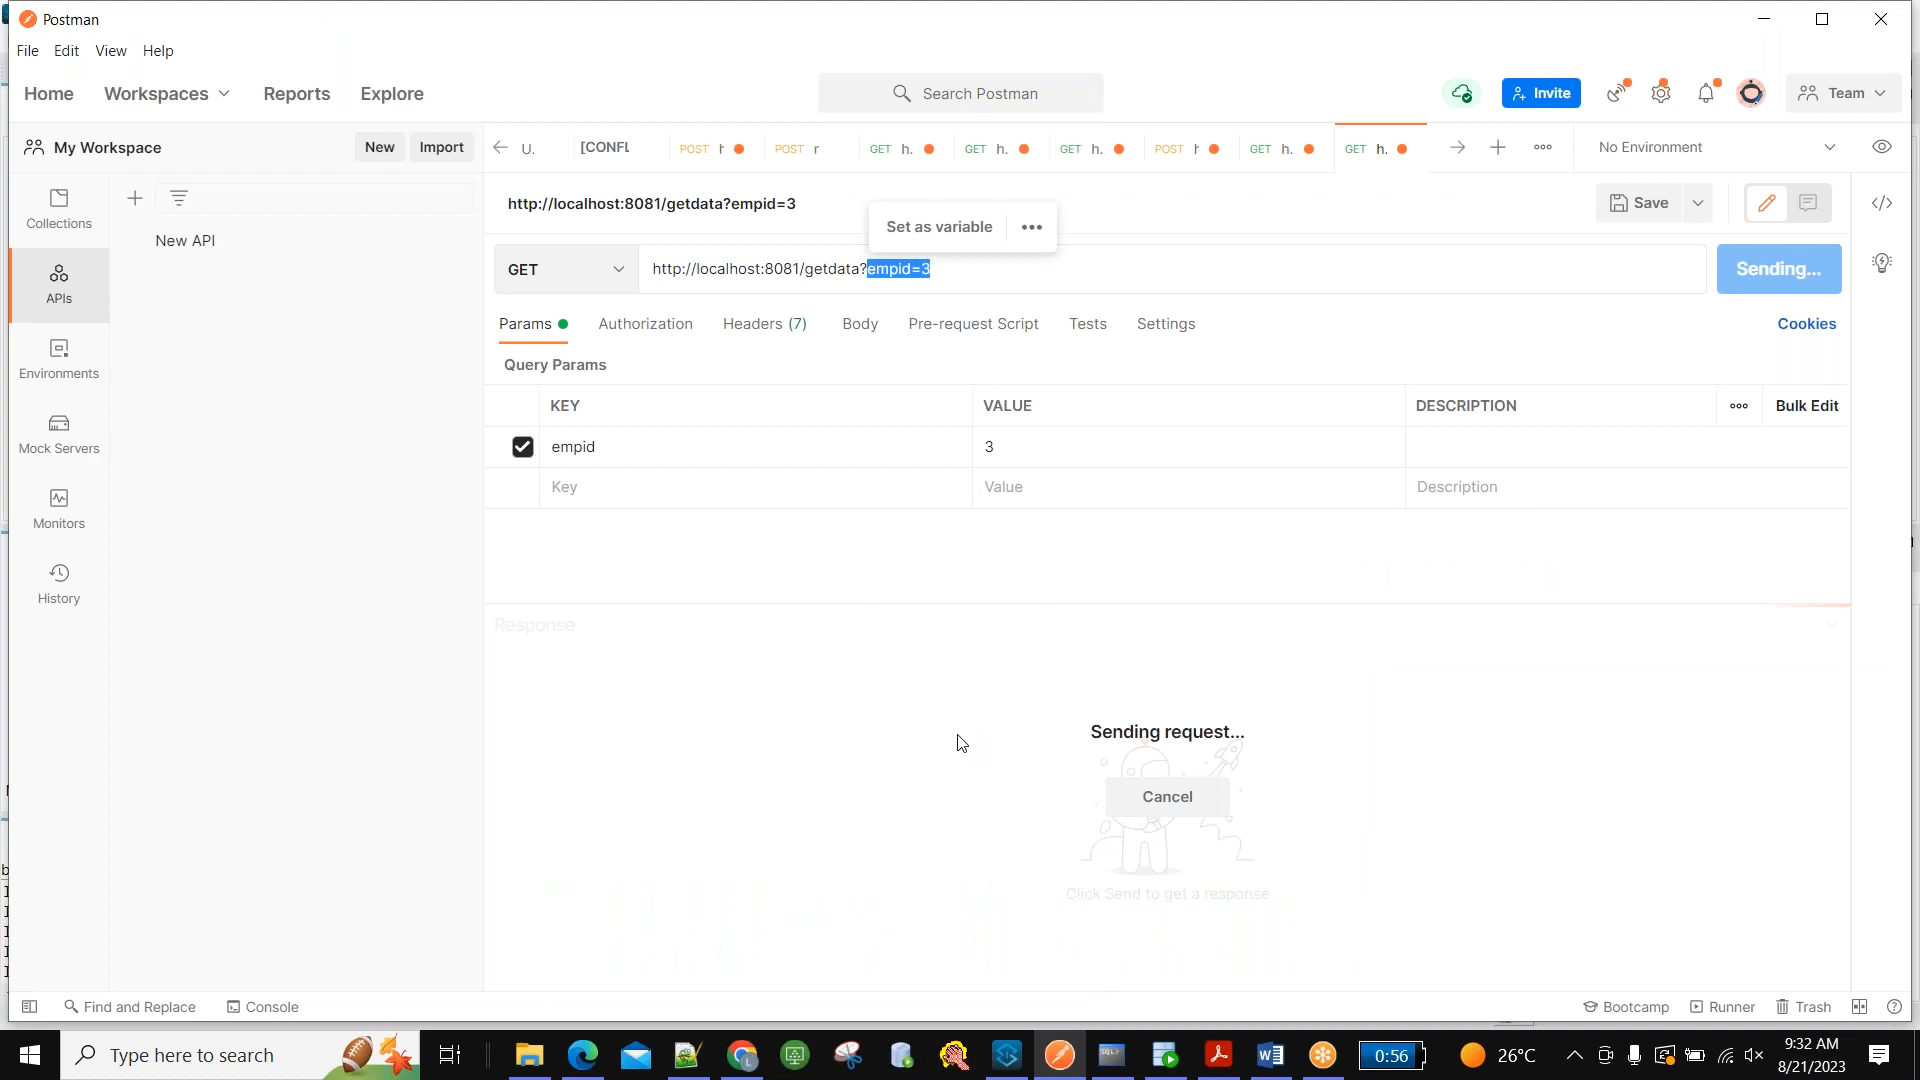 Postman
File Edit View Help
Home Workspaces Reports Explore
Search Postman
Invite
Team
My Workspace
New Import
U. [CONFL POST r POST r GET h. GET h. GET h. POST r GET h. GET h.
No Environment
Collections
APIs
Environments
Mock Servers
Monitors
History
New API
http://localhost:8081/getdata?empid=3
Save
Set as variable
GET http://localhost:8081/getdata?empid=3 Sending...
Params Authorization Headers (7) Body Pre-request Script Tests Settings Cookies
Query Params
KEY VALUE DESCRIPTION Bulk Edit
empid 3
Key Value Description
Response
Sending request...
Cancel
Click Send to get a response
Find and Replace Console
Bootcamp Runner Trash
Type here to search
SQL>
0:56
26°C
9:32 AM
8/21/2023